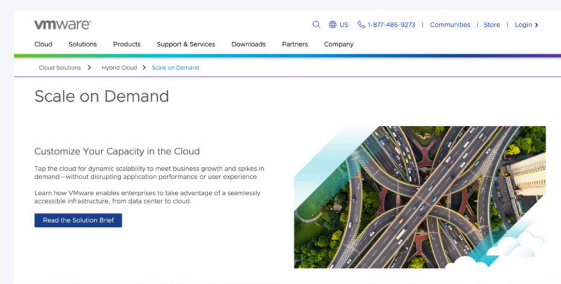 vmware
US 1-877-486-9273 | Communities | Store | Login >
Cloud Solutions Products Support & Services Downloads Partners Company
Cloud Solutions > Hybrid Cloud > Scale on Demand
Scale on Demand
Customize Your Capacity in the Cloud
Tap the cloud for dynamic scalability to meet business growth and spikes in
demand—without disrupting application performance or user experience.
Learn how VMware enables enterprises to take advantage of a seamlessly
accessible infrastructure, from data center to cloud.
Read the Solution Brief